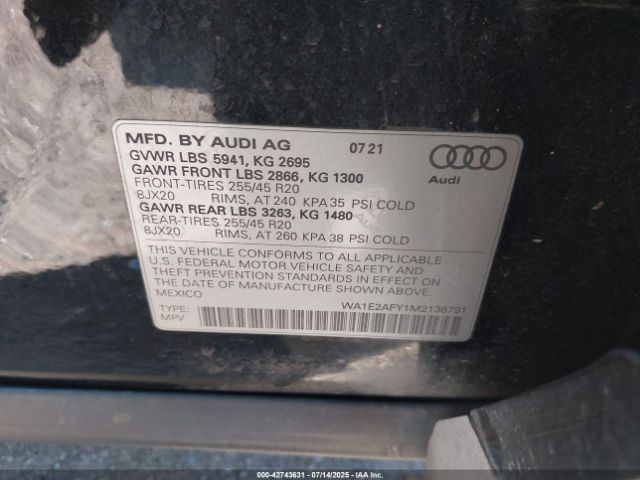 MFD. BY AUDI AG 07 21
GVWR LBS 5941, KG 2695
GAWR FRONT LBS 2866, KG 1300
FRONT-TIRES 255/45 R20
8JX20 RIMS, AT 240 KPA 35 PSI COLD
GAWR REAR LBS 3263, KG 1480
REAR-TIRES 255/45 R20
8JX20 RIMS, AT 260 KPA 38 PSI COLD
Audi
THIS VEHICLE CONFORMS TO ALL APPLICABLE
U.S. FEDERAL MOTOR VEHICLE SAFETY AND
THEFT PREVENTION STANDARDS IN EFFECT ON
THE DATE OF MANUFACTURE SHOWN ABOVE.
MEXICO
WA1E2AFY1M2136791
TYPE:
MPV
000-42743631 - 07/14/2025 - IAAI.COM